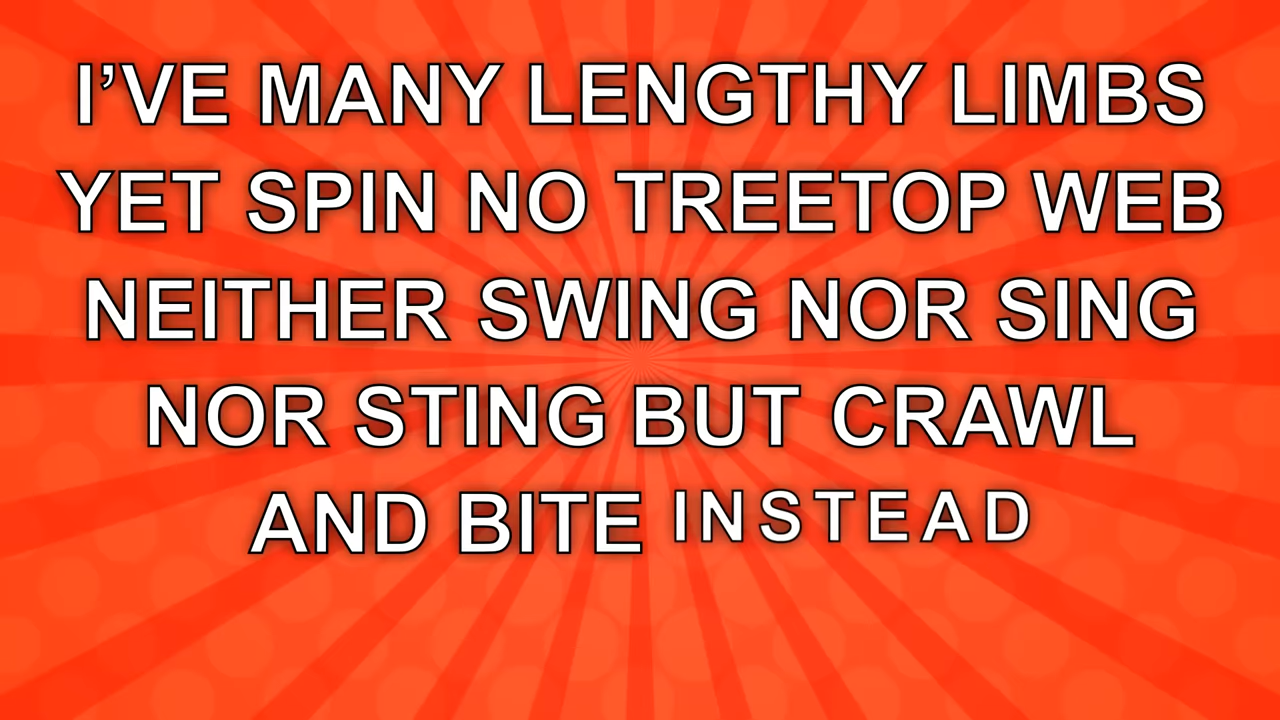 I’VE MANY LENGTHY LIMBS
YET SPIN NO TREETOP WEB
NEITHER SWING NOR SING
NOR STING BUT CRAWL
AND BITE INSTEAD